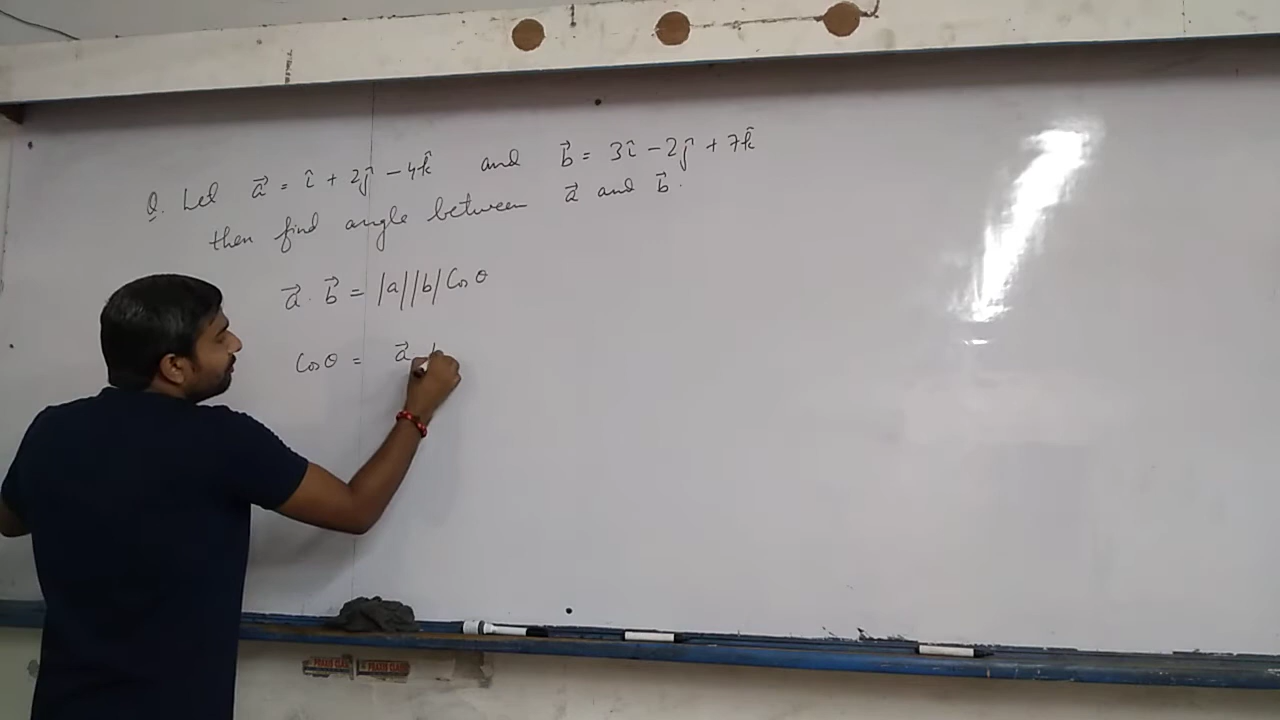 Q. Let a⃗ = î + 2ĵ - 4k̂ and b⃗ = 3î - 2ĵ + 7k̂
then find angle between a⃗ and b⃗.
a⃗ . b⃗ = |a||b| Cos θ
Cos θ = a⃗ .